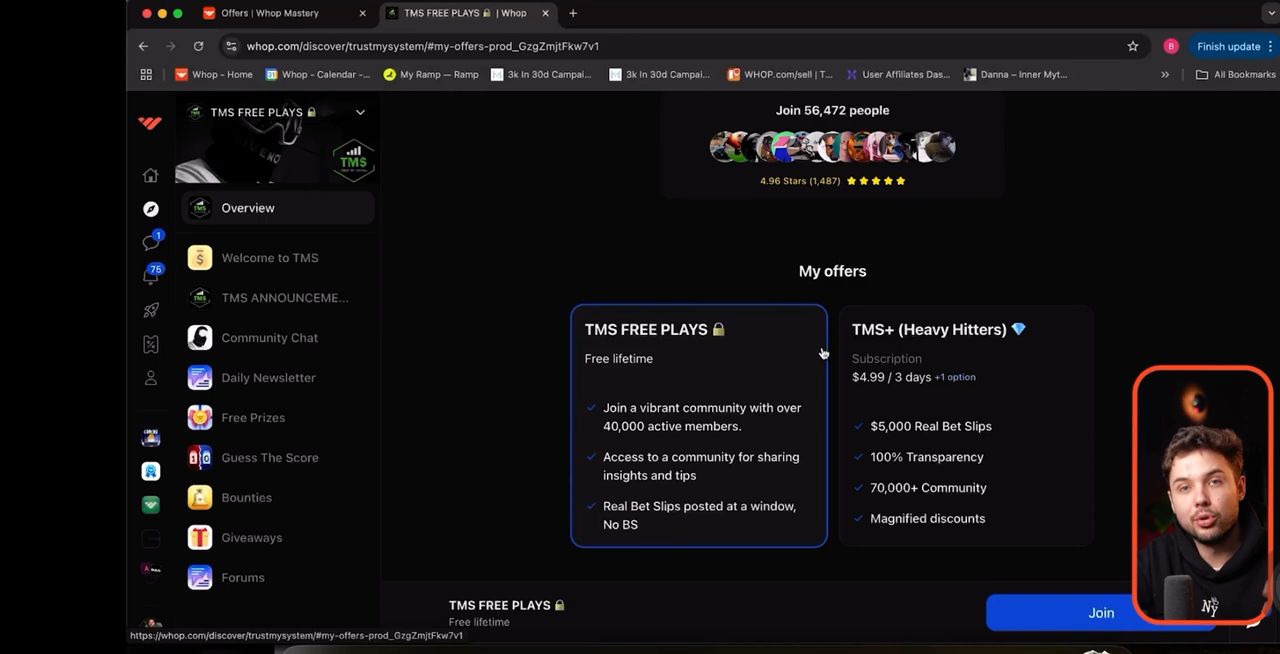 Offers | Whop Mastery
TMS FREE PLAYS 🔒 | Whop
whop.com/discover/trustmysystem/#my-offers-prod_GzgZmjtFkw7v1
B
Finish update
Whop - Home
Whop - Calendar -...
My Ramp — Ramp
3k In 30d Campai...
3k In 30d Campai...
WHOP.com/sell | T...
User Affiliates Das...
Danna – Inner Myt...
All Bookmarks
TMS FREE PLAYS 🔒
TMS
Overview
1
Welcome to TMS
75
TMS ANNOUNCEME...
Community Chat
Daily Newsletter
Free Prizes
Guess The Score
Bounties
Giveaways
Forums
Join 56,472 people
4.96 Stars (1,487)
My offers
TMS FREE PLAYS 🔒
Free lifetime
Join a vibrant community with over
40,000 active members.
Access to a community for sharing
insights and tips
Real Bet Slips posted at a window,
No BS
TMS+ (Heavy Hitters) 💎
Subscription
$4.99 / 3 days +1 option
$5,000 Real Bet Slips
100% Transparency
70,000+ Community
Magnified discounts
TMS FREE PLAYS 🔒
Free lifetime
Join
NY
https://whop.com/discover/trustmysystem/#my-offers-prod_GzgZmjtFkw7v1